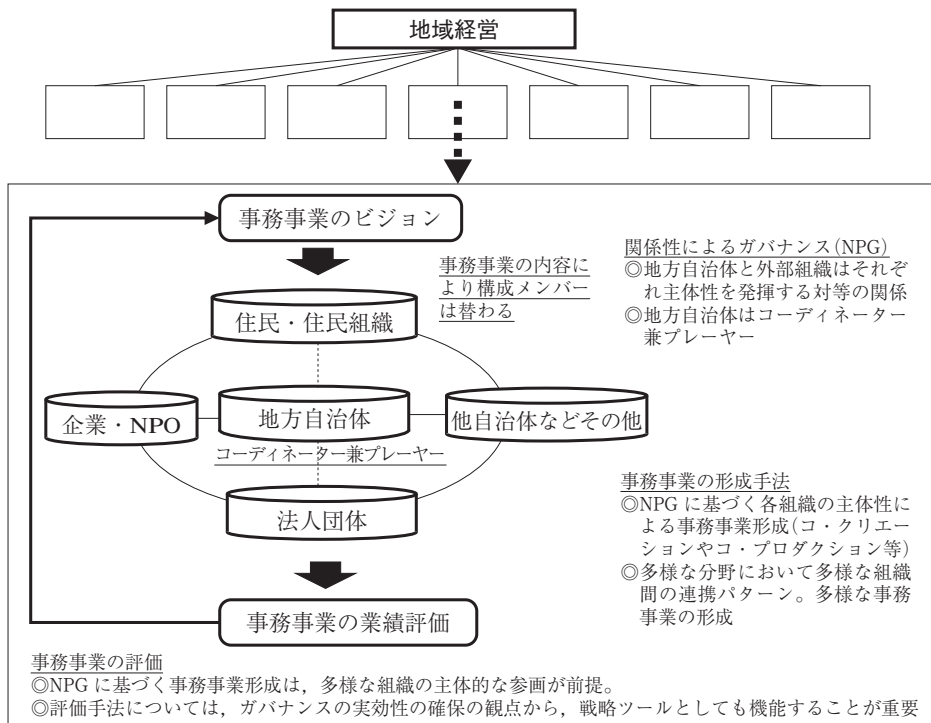 地域経営
事務事業のビジョン
事務事業の内容に
より構成メンバー
は替わる
関係性によるガバナンス(NPG)
◎地方自治体と外部組織はそれぞ
れ主体性を発揮する対等の関係
◎地方自治体はコーディネーター
兼プレーヤー
住民・住民組織
企業・NPO
地方自治体
他自治体などその他
コーディネーター兼プレーヤー
法人団体
事務事業の形成手法
◎NPG に基づく各組織の主体性に
よる事務事業形成(コ・クリエー
ションやコ・プロダクション等)
◎多様な分野において多様な組織
間の連携パターン。多様な事務
事業の形成
事務事業の業績評価
事務事業の評価
◎NPG に基づく事務事業形成は，多様な組織の主体的な参画が前提。
◎評価手法については，ガバナンスの実効性の確保の観点から，戦略ツールとしても機能することが重要